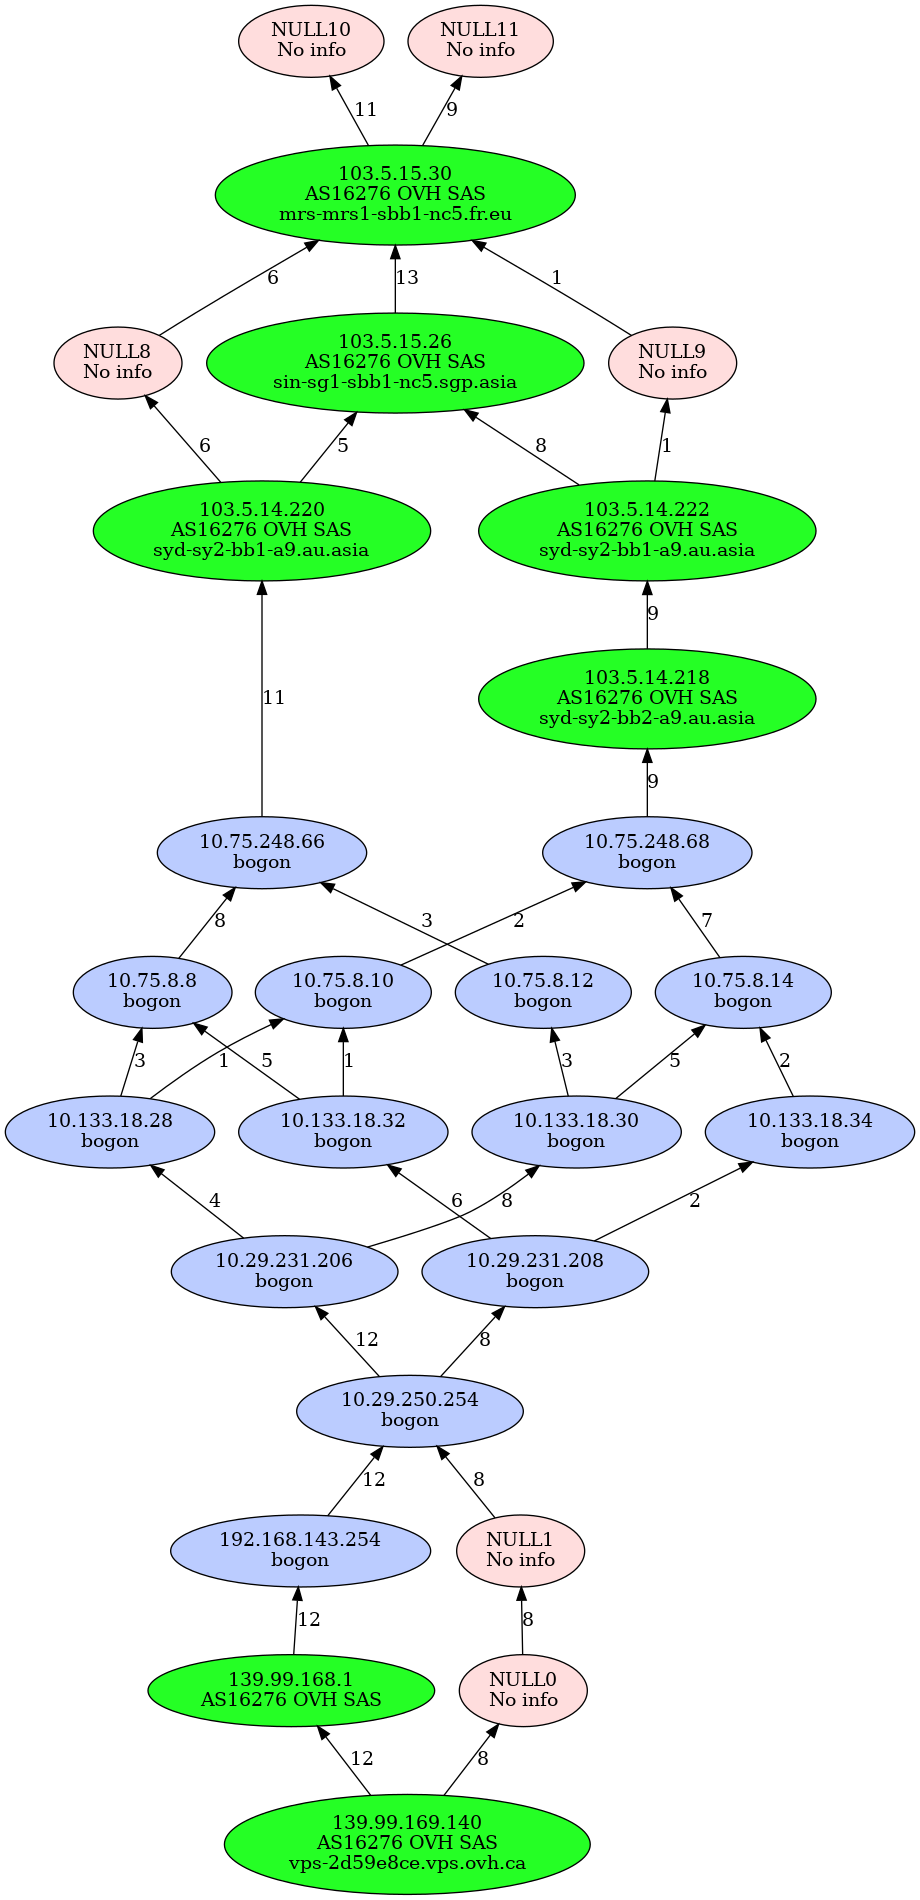 NULL10
No info
NULL11
No info
11
9
103.5.15.30
AS16276 OVH SAS
mrs-mrs1-sbb1-nc5.fr.eu
6
13
1
NULL8
No info
103.5.15.26
AS16276 OVH SAS
sin-sg1-sbb1-nc5.sgp.asia
NULL9
No info
6
5
8
1
103.5.14.220
AS16276 OVH SAS
syd-sy2-bb1-a9.au.asia
103.5.14.222
AS16276 OVH SAS
syd-sy2-bb1-a9.au.asia
9
11
103.5.14.218
AS16276 OVH SAS
syd-sy2-bb2-a9.au.asia
9
10.75.248.66
bogon
10.75.248.68
bogon
8
3
2
7
10.75.8.8
bogon
10.75.8.10
bogon
10.75.8.12
bogon
10.75.8.14
bogon
3
1
5
1
3
5
2
10.133.18.28
bogon
10.133.18.32
bogon
10.133.18.30
bogon
10.133.18.34
bogon
4
6
8
2
10.29.231.206
bogon
10.29.231.208
bogon
12
8
10.29.250.254
bogon
12
8
192.168.143.254
bogon
NULL1
No info
12
8
139.99.168.1
AS16276 OVH SAS
NULL0
No info
12
8
139.99.169.140
AS16276 OVH SAS
vps-2d59e8ce.vps.ovh.ca